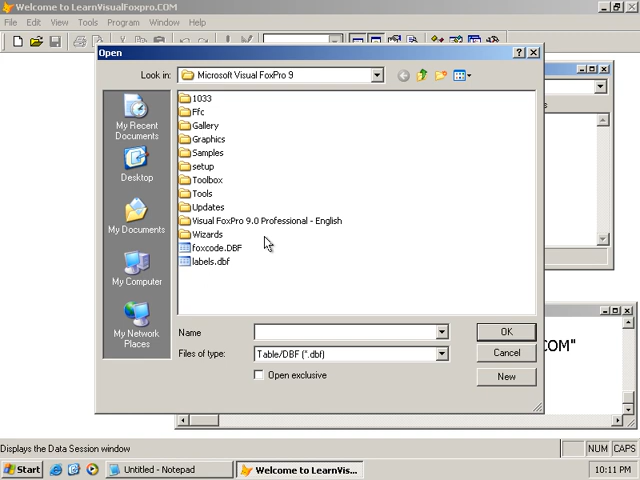 Welcome to LearnVisualFoxpro.COM
File Edit View Tools Program Window Help
Open
Look in: Microsoft Visual FoxPro 9
My Recent Documents
Desktop
My Documents
My Computer
My Network Places
1033
Ffc
Gallery
Graphics
Samples
setup
Toolbox
Tools
Updates
Visual FoxPro 9.0 Professional - English
Wizards
foxcode.DBF
labels.dbf
Name
OK
Files of type: Table/DBF (*.dbf)
Cancel
Open exclusive
New
s
COM"
Displays the Data Session window
NUM CAPS
Start
Untitled - Notepad
Welcome to LearnVis...
10:11 PM